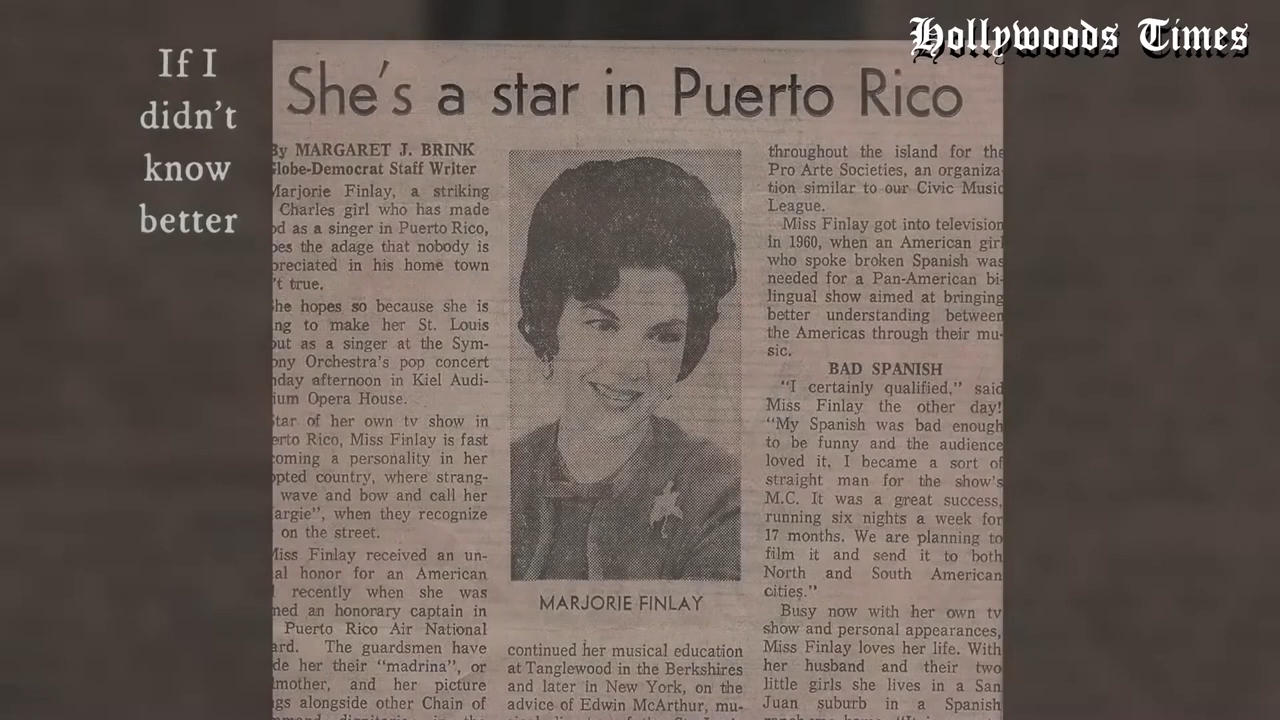 Hollywoods Times
If I
didn't
know
better
She's a star in Puerto Rico
By MARGARET J. BRINK
Globe-Democrat Staff Writer
Marjorie Finlay, a striking
Charles girl who has made
od as a singer in Puerto Rico,
oes the adage that nobody is
preciated in his home town
't true.
She hopes so because she is
ng to make her St. Louis
out as a singer at the Sym-
ony Orchestra's pop concert
nday afternoon in Kiel Audi-
ium Opera House.
Star of her own tv show in
erto Rico, Miss Finlay is fast
coming a personality in her
opted country, where strang-
wave and bow and call her
argie", when they recognize
on the street.
Miss Finlay received an un-
al honor for an American
l recently when she was
med an honorary captain in
Puerto Rico Air National
ard. The guardsmen have
de her their "madrina", or
dmother, and her picture
gs alongside other Chain of
MARJORIE FINLAY
continued her musical education
at Tanglewood in the Berkshires
and later in New York, on the
advice of Edwin McArthur, mu-
throughout the island for the
Pro Arte Societies, an organiza-
tion similar to our Civic Music
League.
Miss Finlay got into television
in 1960, when an American girl
who spoke broken Spanish was
needed for a Pan-American bi-
lingual show aimed at bringing
better understanding between
the Americas through their mu-
sic.
BAD SPANISH
"I certainly qualified," said
Miss Finlay the other day!
"My Spanish was bad enough
to be funny and the audience
loved it. I became a sort of
straight man for the show's
M.C. It was a great success,
running six nights a week for
17 months. We are planning to
film it and send it to both
North and South American
cities."
Busy now with her own tv
show and personal appearances,
Miss Finlay loves her life. With
her husband and their two
little girls she lives in a San
Juan suburb in a Spanish